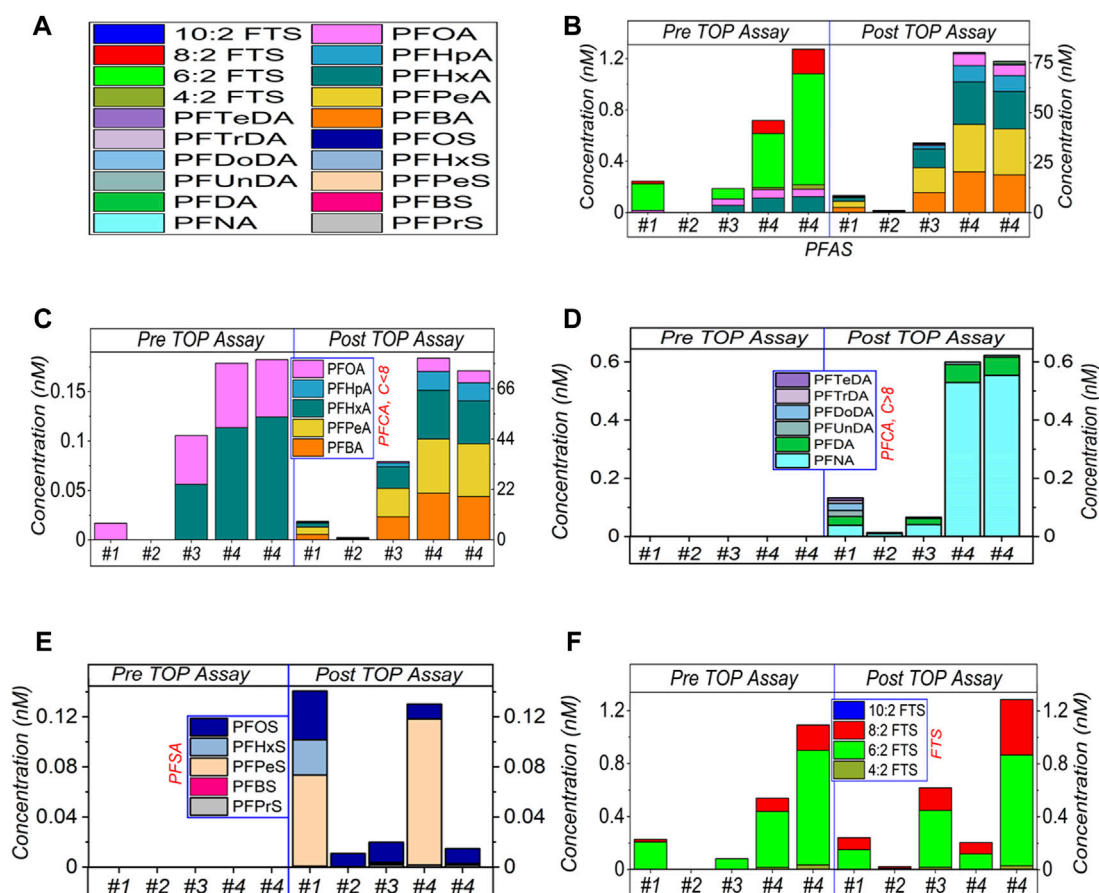 A
10:2 FTS PFOA
8:2 FTS PFHpA
6:2 FTS PFHxA
4:2 FTS PFPeA
PFTeDA PFBA
PFTrDA PFOS
PFDoDA PFHxS
PFUnDA PFPeS
PFDA PFBS
PFNA PFPrS
B
Pre TOP Assay Post TOP Assay
Concentration (nM)
1.2
0.8
0.4
0
75
50
25
0
Concentration (nM)
#1 #2 #3 #4 #4 #1 #2 #3 #4 #4
PFAS
C
Pre TOP Assay Post TOP Assay
Concentration (nM)
0.15
0.1
0.05
0
PFOA
PFHpA
PFHxA
PFPeA
PFBA
PFCA, C<8
66
44
22
0
Concentration (nM)
#1 #2 #3 #4 #4 #1 #2 #3 #4 #4
D
Pre TOP Assay Post TOP Assay
Concentration (nM)
0.6
0.4
0.2
0
PFTeDA
PFTrDA
PFDoDA
PFUnDA
PFDA
PFNA
PFCA, C>8
0.6
0.4
0.2
0
Concentration (nM)
#1 #2 #3 #4 #4 #1 #2 #3 #4 #4
E
Pre TOP Assay Post TOP Assay
Concentration (nM)
0.12
0.08
0.04
0
PFSA
PFOS
PFHxS
PFPeS
PFBS
PFPrS
0.12
0.08
0.04
0
Concentration (nM)
#1 #2 #3 #4 #4 #1 #2 #3 #4 #4
F
Pre TOP Assay Post TOP Assay
Concentration (nM)
1.2
0.8
0.4
0
10:2 FTS
8:2 FTS
6:2 FTS
4:2 FTS
FTS
1.2
0.8
0.4
0
Concentration (nM)
#1 #2 #3 #4 #4 #1 #2 #3 #4 #4